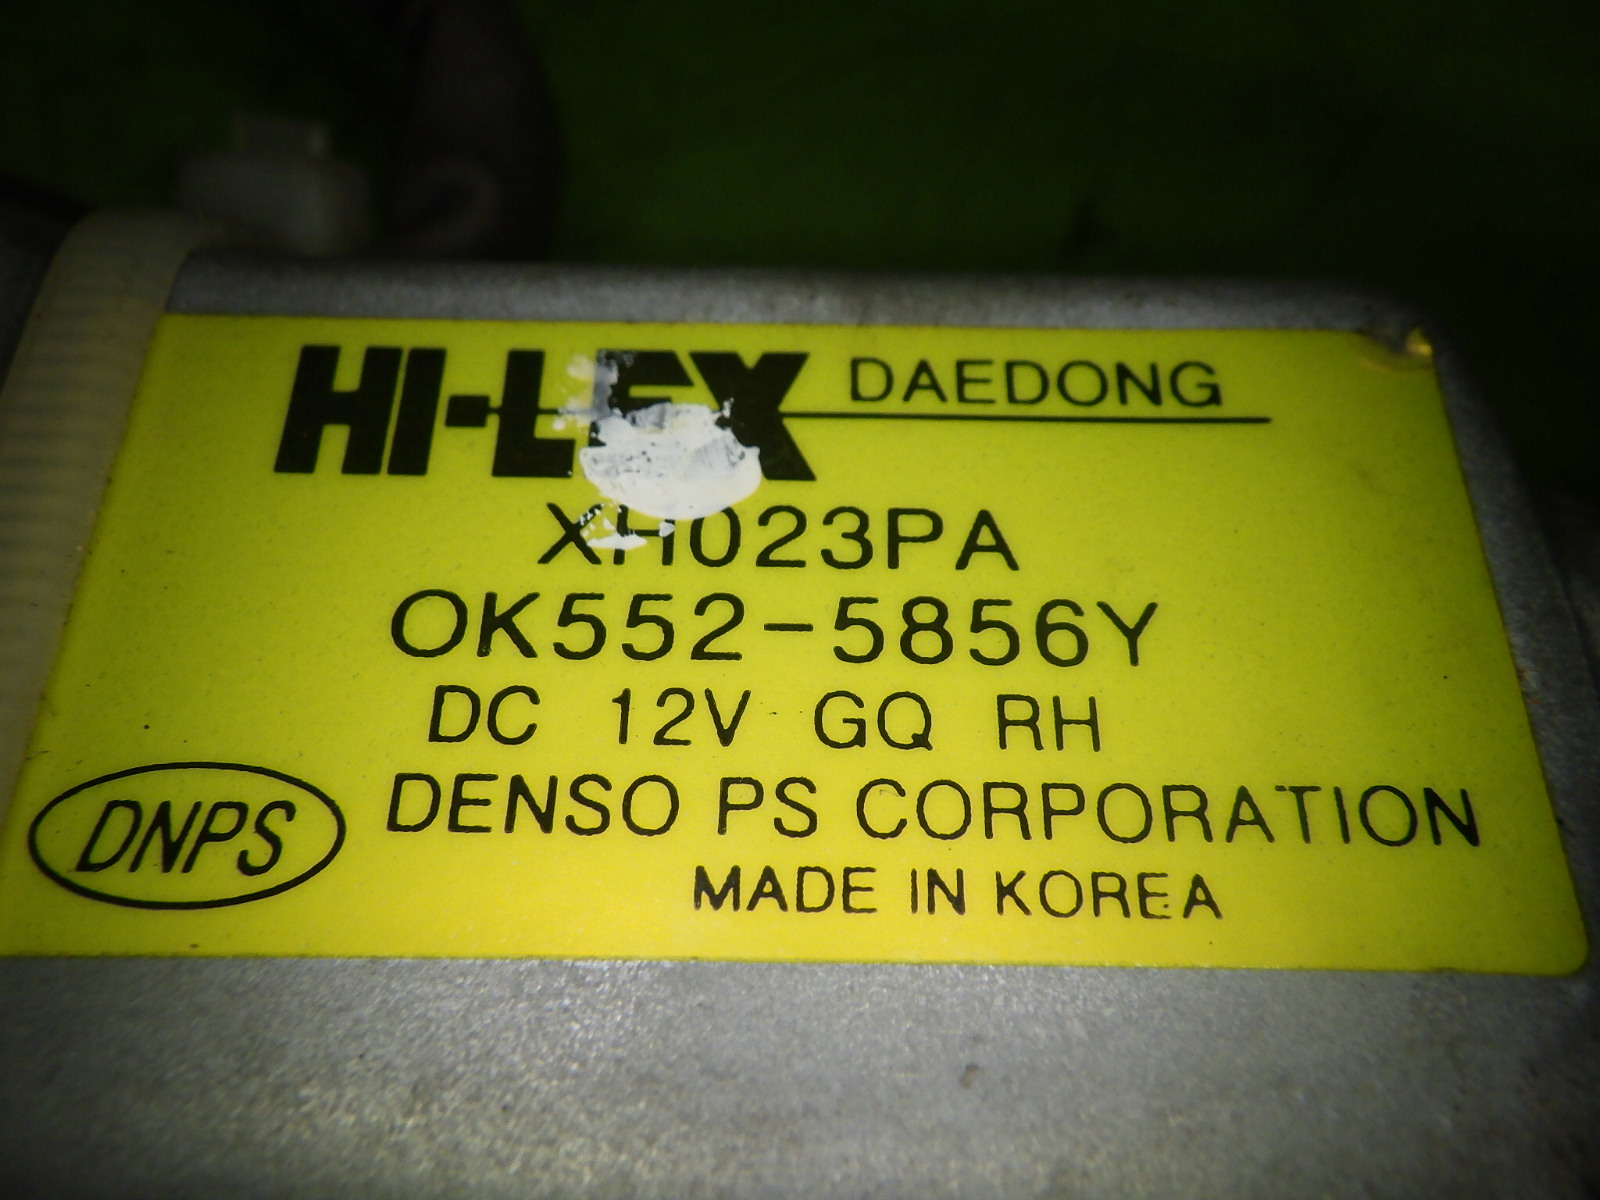 HI-LEX DAEDONG
XH023PA
OK552-5856Y
DC 12V GQ RH
DNPS DENSO PS CORPORATION
MADE IN KOREA